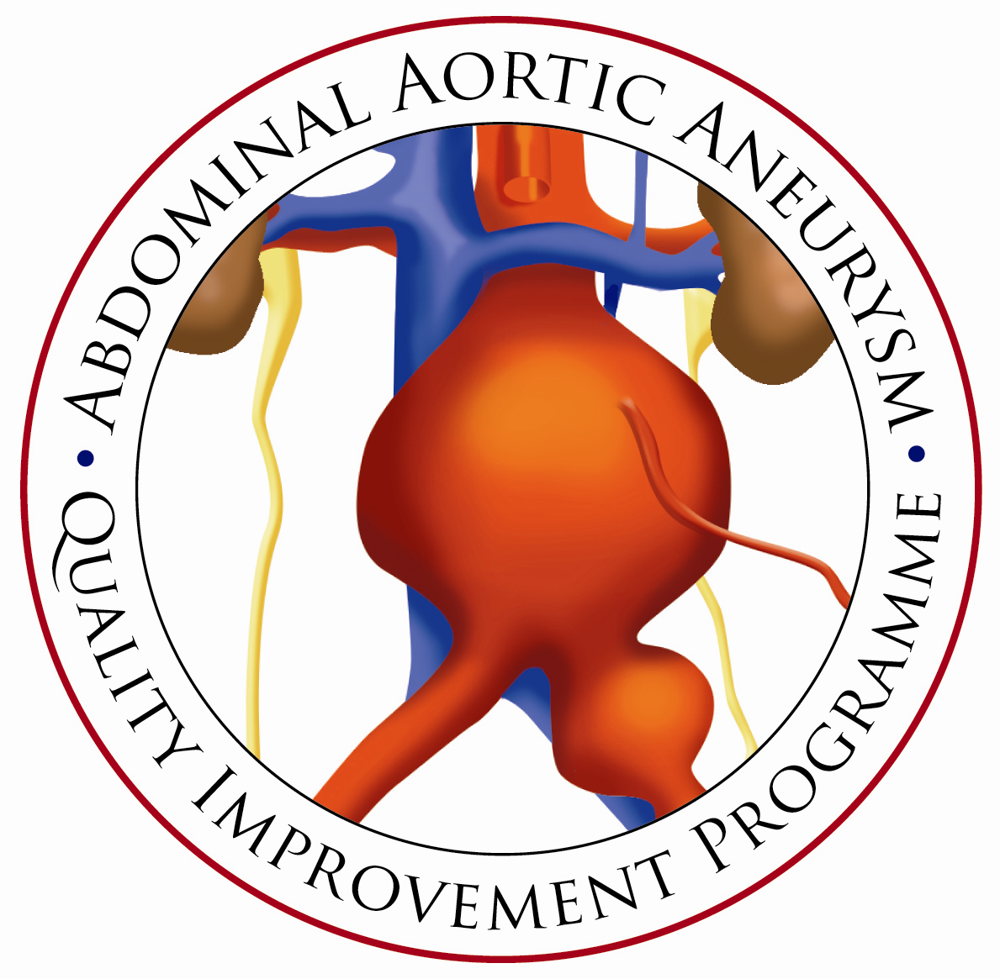 ABDOMINAL AORTIC ANEURYSM
QUALITY IMPROVEMENT PROGRAMME